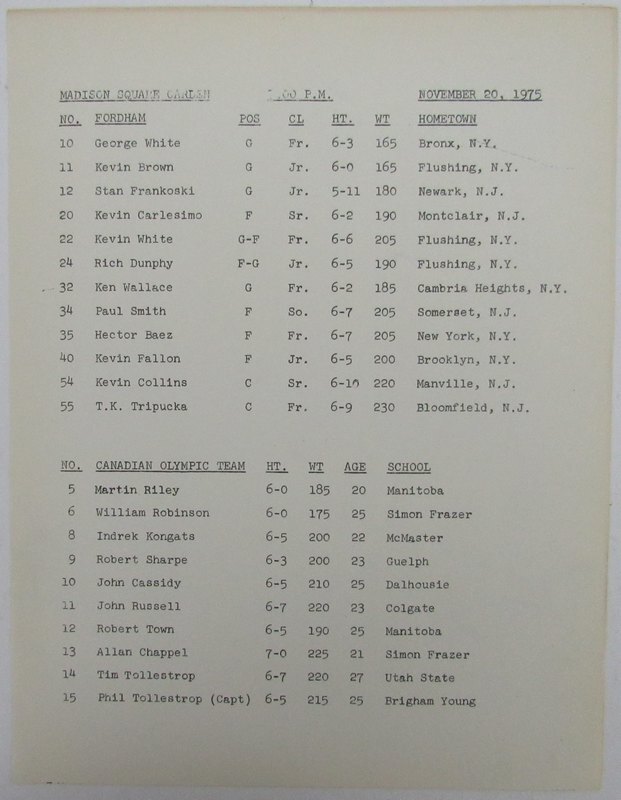 MADISON SQUARE GARDEN :00 P.M. NOVEMBER 20, 1975
NO. FORDHAM POS CL HT. WT HOMETOWN
10 George White G Fr. 6-3 165 Bronx, N.Y.
11 Kevin Brown G Jr. 6-0 165 Flushing, N.Y.
12 Stan Frankoski G Jr. 5-11 180 Newark, N.J.
20 Kevin Carlesimo F Sr. 6-2 190 Montclair, N.J.
22 Kevin White G-F Fr. 6-6 205 Flushing, N.Y.
24 Rich Dunphy F-G Jr. 6-5 190 Flushing, N.Y.
32 Ken Wallace G Fr. 6-2 185 Cambria Heights, N.Y.
34 Paul Smith F So. 6-7 205 Somerset, N.J.
35 Hector Baez F Fr. 6-7 205 New York, N.Y.
40 Kevin Fallon F Jr. 6-5 200 Brooklyn, N.Y.
54 Kevin Collins C Sr. 6-10 220 Manville, N.J.
55 T.K. Tripucka C Fr. 6-9 230 Bloomfield, N.J.
NO. CANADIAN OLYMPIC TEAM HT. WT AGE SCHOOL
5 Martin Riley 6-0 185 20 Manitoba
6 William Robinson 6-0 175 25 Simon Frazer
8 Indrek Kongats 6-5 200 22 McMaster
9 Robert Sharpe 6-3 200 23 Guelph
10 John Cassidy 6-5 210 25 Dalhousie
11 John Russell 6-7 220 23 Colgate
12 Robert Town 6-5 190 25 Manitoba
13 Allan Chappel 7-0 225 21 Simon Frazer
14 Tim Tollestrop 6-7 220 27 Utah State
15 Phil Tollestrop (Capt) 6-5 215 25 Brigham Young